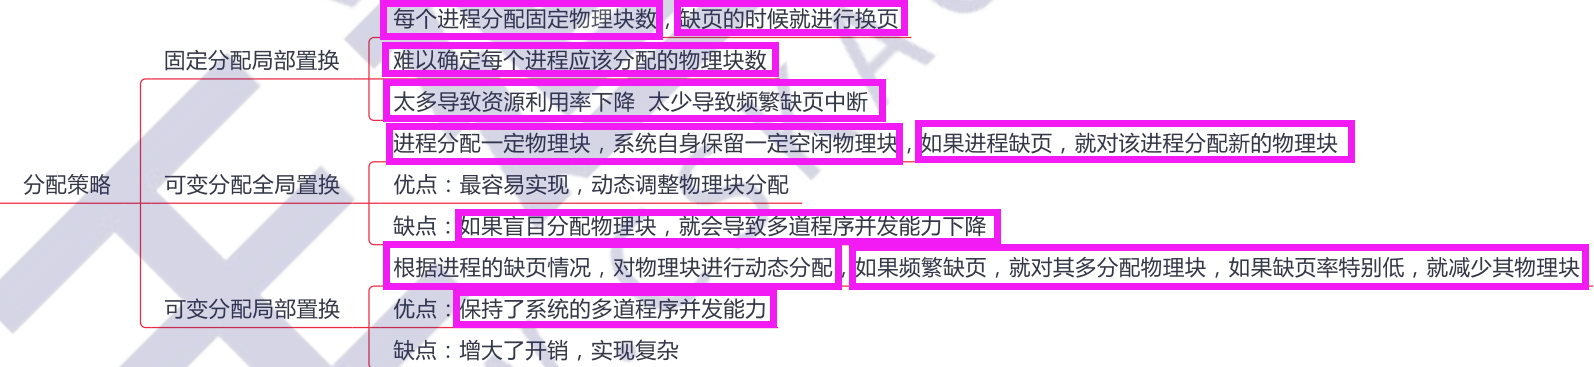 每个进程分配固定物理块数，缺页的时候就进行换页
固定分配局部置换
难以确定每个进程应该分配的物理块数
太多导致资源利用率下降 太少导致频繁缺页中断
进程分配一定物理块，系统自身保留一定空闲物理块，如果进程缺页，就对该进程分配新的物理块
分配策略
可变分配全局置换
优点：最容易实现，动态调整物理块分配
缺点：如果盲目分配物理块，就会导致多道程序并发能力下降
根据进程的缺页情况，对物理块进行动态分配，如果频繁缺页，就对其多分配物理块，如果缺页率特别低，就减少其物理块
可变分配局部置换
优点：保持了系统的多道程序并发能力
缺点：增大了开销，实现复杂